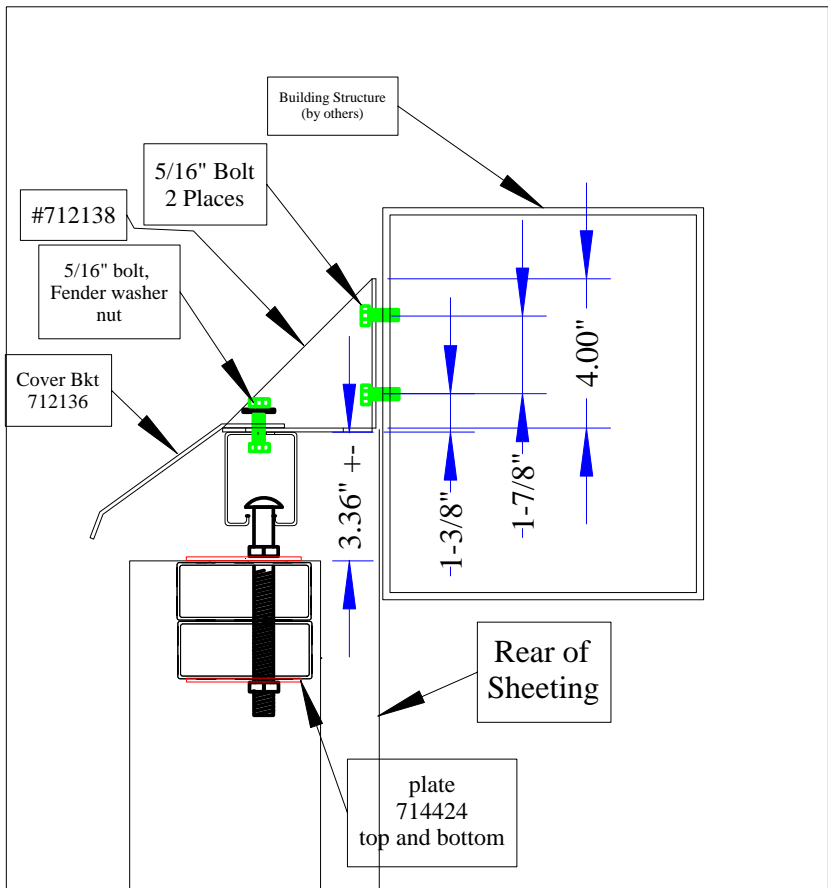 Building Structure
(by others)
5/16" Bolt
2 Places
#712138
5/16" bolt,
Fender washer
nut
Cover Bkt
712136
4.00"
1-7/8"
1-3/8"
3.36" +-
Rear of
Sheeting
plate
714424
top and bottom